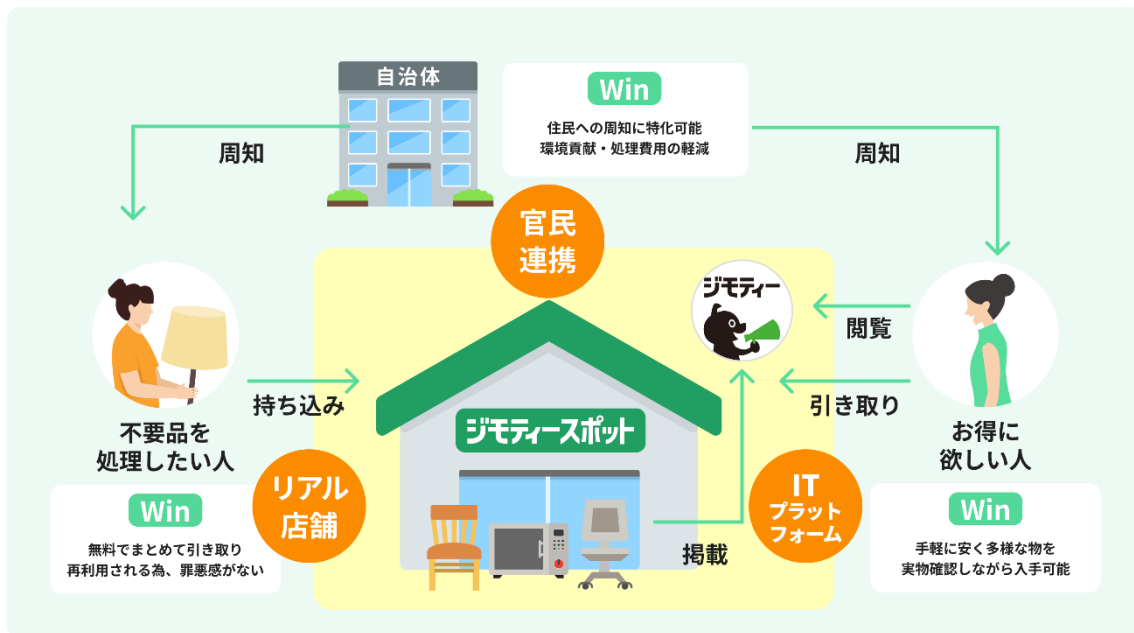 自治体
Win
住民への周知に特化可能
環境貢献・処理費用の軽減
周知
周知
官民
連携
ジモティー
閲覧
持ち込み
引き取り
不要品を
処理したい人
ジモティースポット
お得に
欲しい人
リアル
店舗
IT
プラット
フォーム
Win
無料でまとめて引き取り
再利用される為、罪悪感がない
掲載
Win
手軽に安く多様な物を
実物確認しながら入手可能